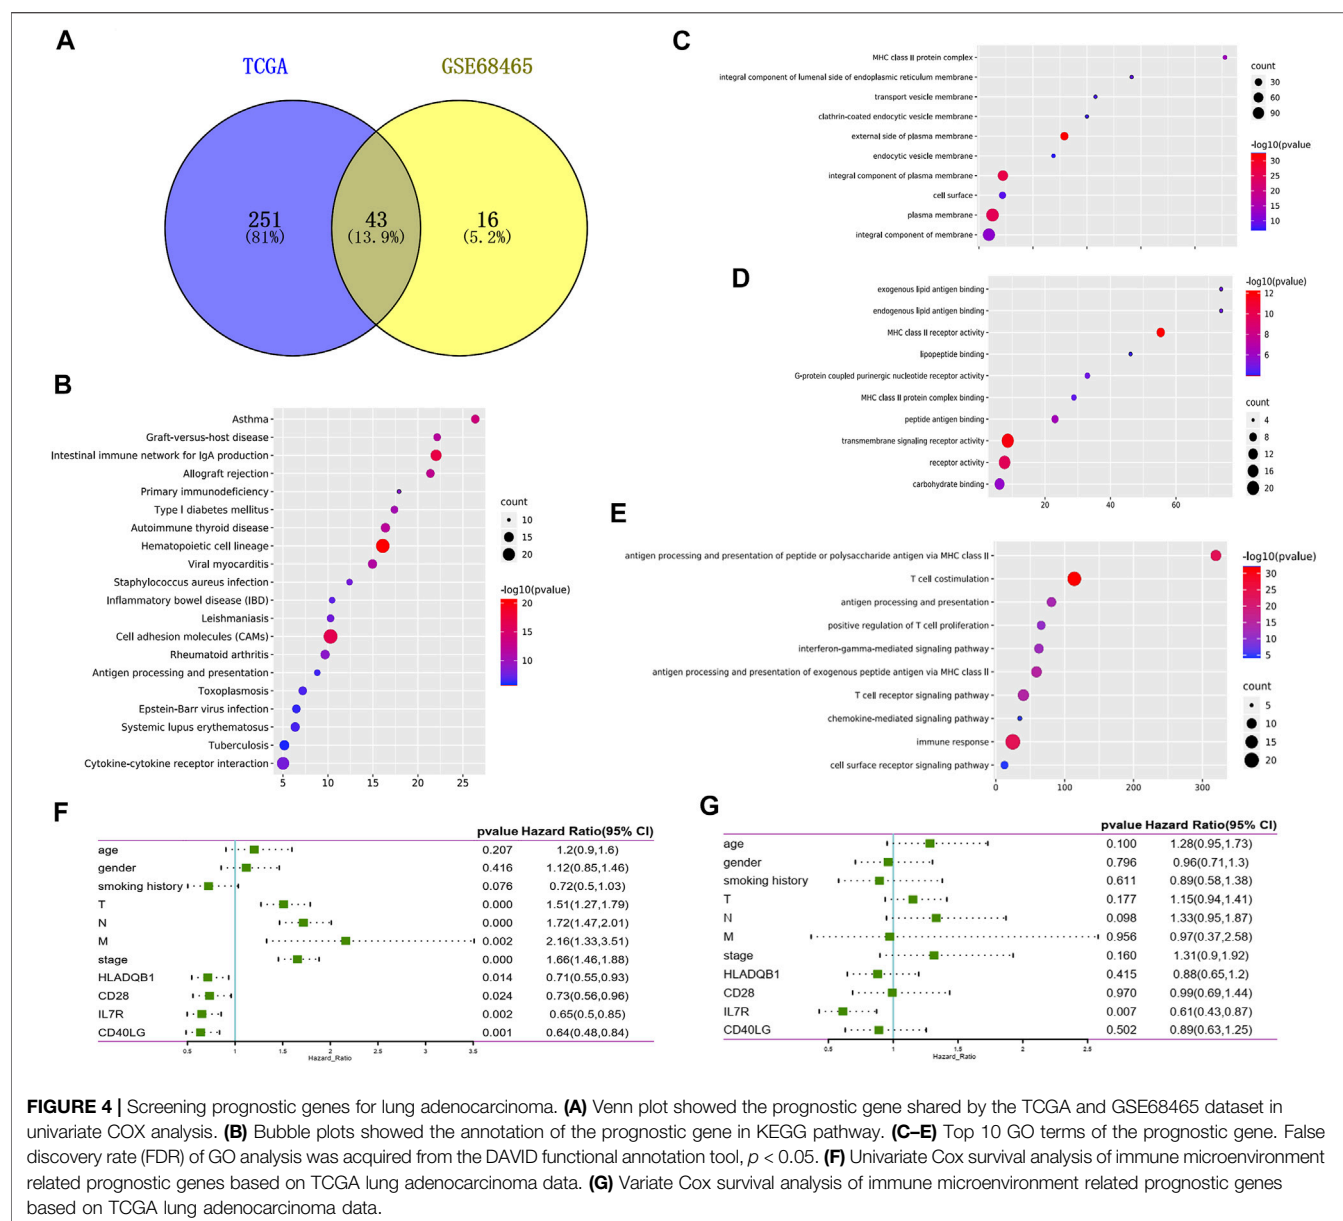 A
TCGA
GSE68465
251
(81%)
43
(13.9%)
16
(5.2%)
B
Asthma
Graft-versus-host disease
Intestinal immune network for IgA production
Allograft rejection
Primary immunodeficiency
Type I diabetes mellitus
Autoimmune thyroid disease
Hematopoietic cell lineage
Viral myocarditis
Staphylococcus aureus infection
Inflammatory bowel disease (IBD)
Leishmaniasis
Cell adhesion molecules (CAMs)
Rheumatoid arthritis
Antigen processing and presentation
Toxoplasmosis
Epstein-Barr virus infection
Systemic lupus erythematosus
Tuberculosis
Cytokine-cytokine receptor interaction
5 10 15 20 25
count
10
15
20
-log10(pvalue)
20
15
10
C
MHC class II protein complex
integral component of lumenal side of endoplasmic reticulum membrane
transport vesicle membrane
clathrin-coated endocytic vesicle membrane
external side of plasma membrane
endocytic vesicle membrane
integral component of plasma membrane
cell surface
plasma membrane
integral component of membrane
count
30
60
90
-log10(pvalue
30
25
20
15
10
D
exogenous lipid antigen binding
endogenous lipid antigen binding
MHC class II receptor activity
lipopeptide binding
G-protein coupled purinergic nucleotide receptor activity
MHC class II protein complex binding
peptide antigen binding
transmembrane signaling receptor activity
receptor activity
carbohydrate binding
20 40 60
-log10(pvalue)
12
10
8
6
count
4
8
12
16
20
E
antigen processing and presentation of peptide or polysaccharide antigen via MHC class II
T cell costimulation
antigen processing and presentation
positive regulation of T cell proliferation
interferon-gamma-mediated signaling pathway
antigen processing and presentation of exogenous peptide antigen via MHC class II
T cell receptor signaling pathway
chemokine-mediated signaling pathway
immune response
cell surface receptor signaling pathway
0 100 200 300
-log10(pvalue)
30
25
20
15
10
5
count
5
10
15
20
F
pvalue Hazard Ratio(95% CI)
age 0.207 1.2(0.9,1.6)
gender 0.416 1.12(0.85,1.46)
smoking history 0.076 0.72(0.5,1.03)
T 0.000 1.51(1.27,1.79)
N 0.000 1.72(1.47,2.01)
M 0.002 2.16(1.33,3.51)
stage 0.000 1.66(1.46,1.88)
HLADQB1 0.014 0.71(0.55,0.93)
CD28 0.024 0.73(0.56,0.96)
IL7R 0.002 0.65(0.5,0.85)
CD40LG 0.001 0.64(0.48,0.84)
0.5 1 1.5 2 2.5 3 3.5
Hazard_Ratio
G
pvalue Hazard Ratio(95% CI)
age 0.100 1.28(0.95,1.73)
gender 0.796 0.96(0.71,1.3)
smoking history 0.611 0.89(0.58,1.38)
T 0.177 1.15(0.94,1.41)
N 0.098 1.33(0.95,1.87)
M 0.956 0.97(0.37,2.58)
stage 0.160 1.31(0.9,1.92)
HLADQB1 0.415 0.88(0.65,1.2)
CD28 0.970 0.99(0.69,1.44)
IL7R 0.007 0.61(0.43,0.87)
CD40LG 0.502 0.89(0.63,1.25)
0.5 1 1.5 2 2.5
Hazard_Ratio
FIGURE 4 | Screening prognostic genes for lung adenocarcinoma. (A) Venn plot showed the prognostic gene shared by the TCGA and GSE68465 dataset in
univariate COX analysis. (B) Bubble plots showed the annotation of the prognostic gene in KEGG pathway. (C–E) Top 10 GO terms of the prognostic gene. False
discovery rate (FDR) of GO analysis was acquired from the DAVID functional annotation tool, p < 0.05. (F) Univariate Cox survival analysis of immune microenvironment
related prognostic genes based on TCGA lung adenocarcinoma data. (G) Variate Cox survival analysis of immune microenvironment related prognostic genes
based on TCGA lung adenocarcinoma data.